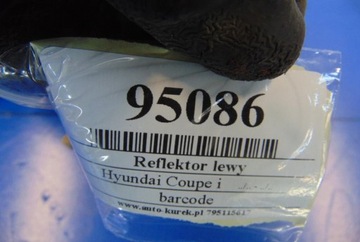 95086
Reflektor lewy
Hyundai Coupe i
barcode
www.auto-kurek.pl